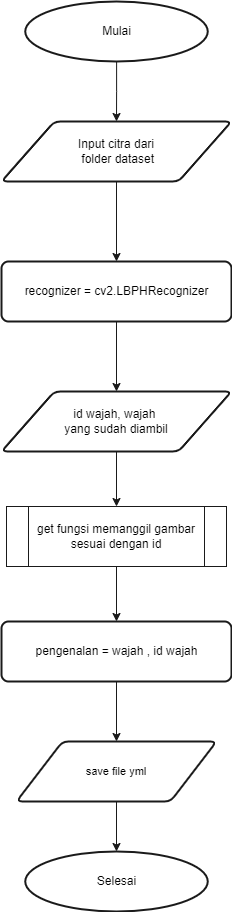 Mulai
Input citra dari
folder dataset
recognizer = cv2.LBPHRecognizer
id wajah, wajah
yang sudah diambil
get fungsi memanggil gambar
sesuai dengan id
pengenalan = wajah , id wajah
save file yml
Selesai